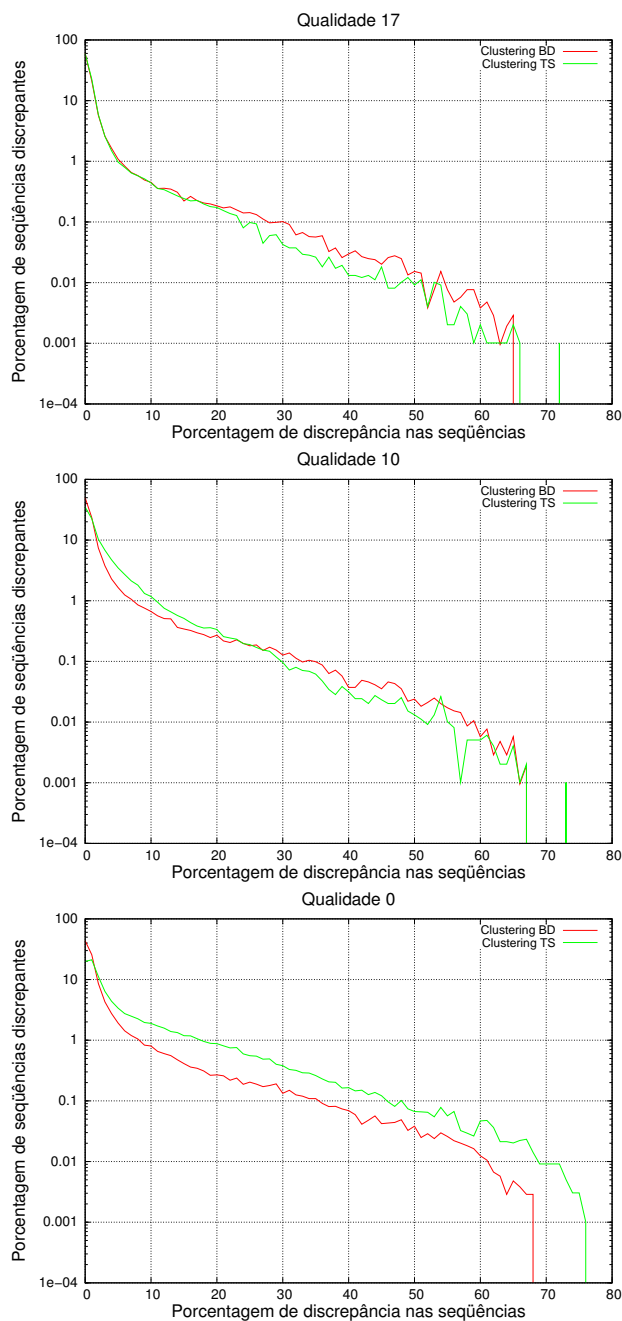 Qualidade 17
Clustering BD
Clustering TS
Porcentagem de seqüências discrepantes
100
10
1
0.1
0.01
0.001
1e−04
0 10 20 30 40 50 60 70 80
Porcentagem de discrepância nas seqüências
Qualidade 10
Clustering BD
Clustering TS
Porcentagem de seqüências discrepantes
100
10
1
0.1
0.01
0.001
1e−04
0 10 20 30 40 50 60 70 80
Porcentagem de discrepância nas seqüências
Qualidade 0
Clustering BD
Clustering TS
Porcentagem de seqüências discrepantes
100
10
1
0.1
0.01
0.001
1e−04
0 10 20 30 40 50 60 70 80
Porcentagem de discrepância nas seqüências